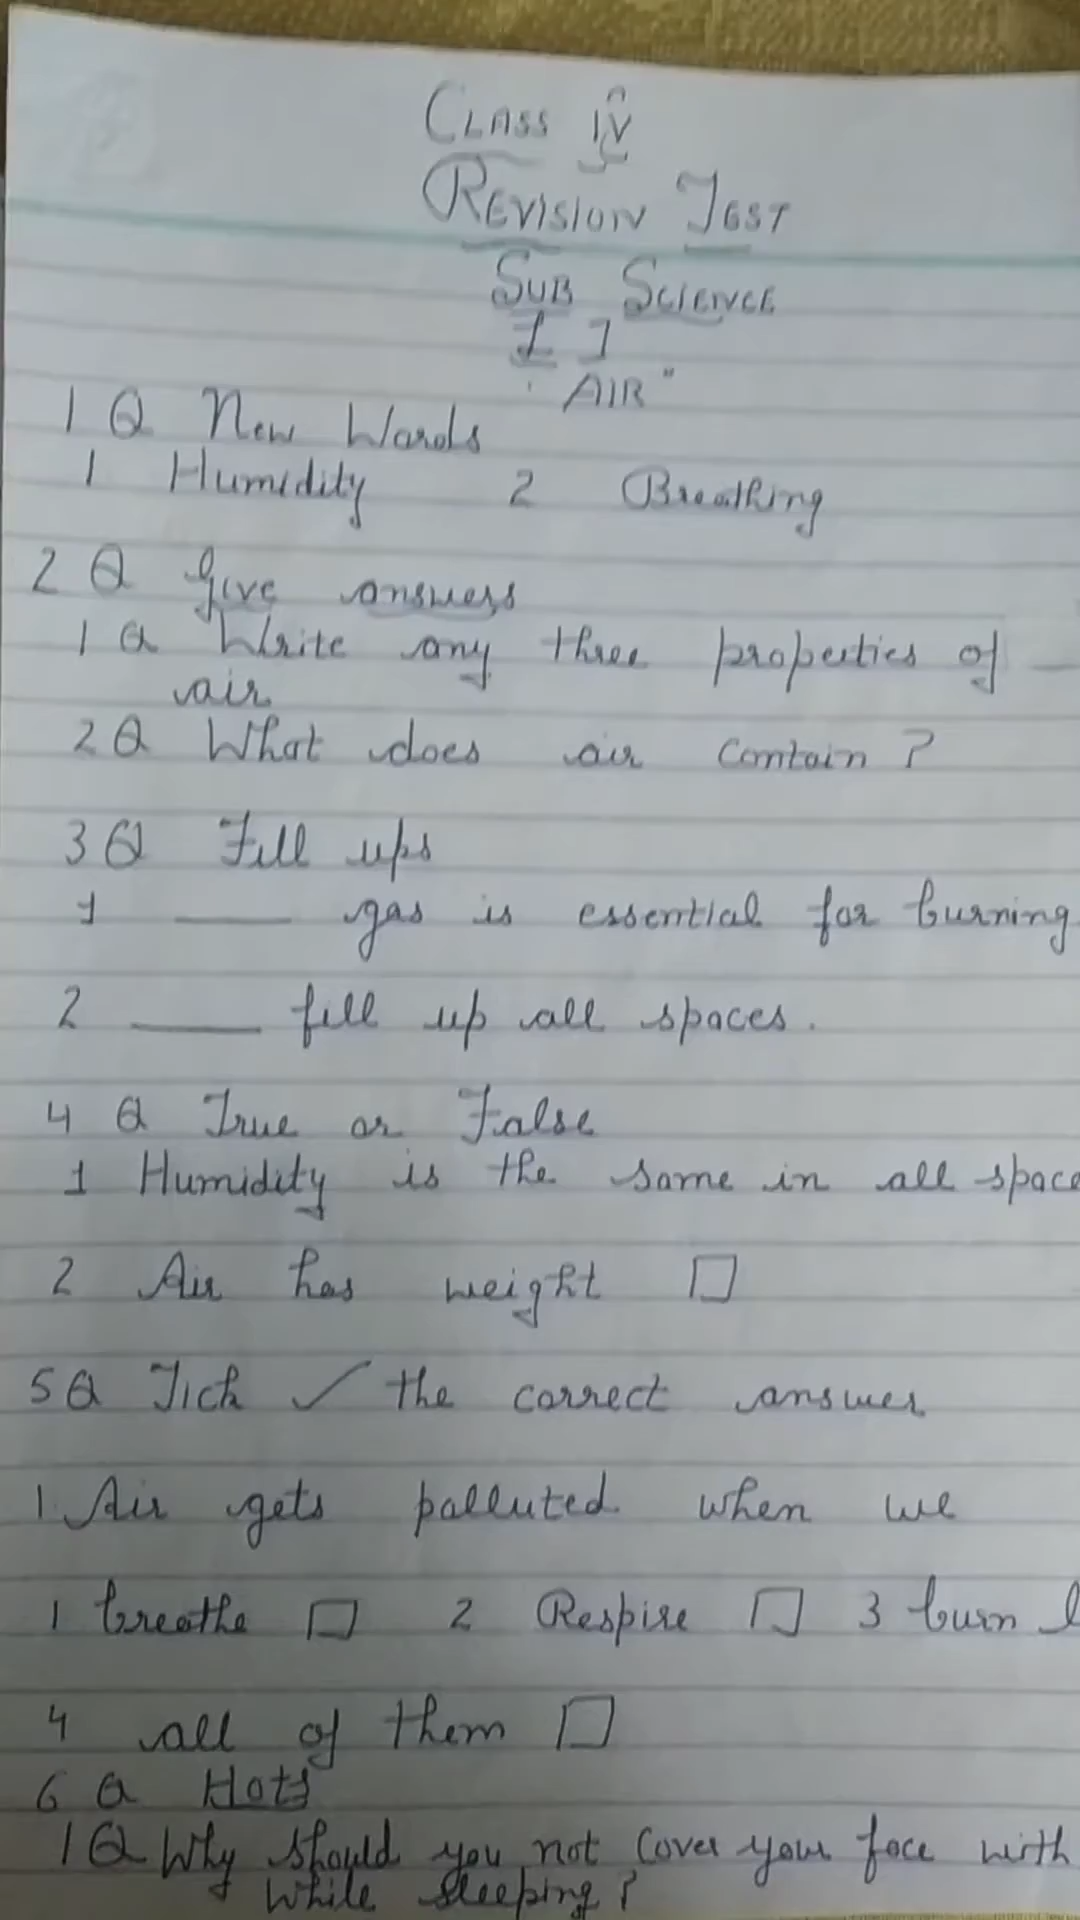 Class IV
Revision Test
Sub Science
L 7
"AIR"
1 Q New Words
1 Humidity 2 Breathing
2 Q Give answers
1 Q Write any three properties of
air
2 Q What does air contain ?
3 Q Fill ups
1 ____ gas is essential for burning
2 ____ fill up all spaces.
4 Q True or False
1 Humidity is the same in all space
2 Air has weight □
5 Q Tick ✓ the correct answer
1 Air gets polluted when we
1 breathe □ 2 Respire □ 3 burn
4 all of them □
6 Q Hots
1 Q Why should you not cover your face with
while sleeping ?